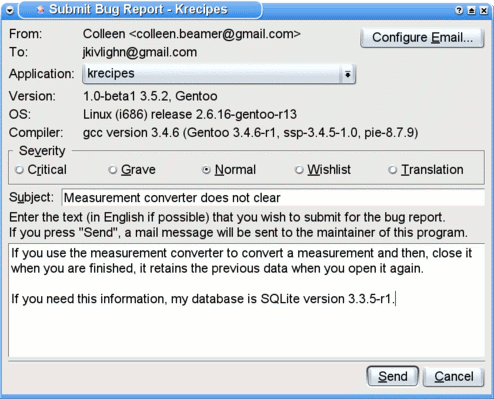 Submit Bug Report - Krecipes
From: Colleen <colleen.beamer@gmail.com>
Configure Email...
To: jkivlighn@gmail.com
Application: krecipes
Version: 1.0-beta1 3.5.2, Gentoo
OS: Linux (i686) release 2.6.16-gentoo-r13
Compiler: gcc version 3.4.6 (Gentoo 3.4.6-r1, ssp-3.4.5-1.0, pie-8.7.9)
Severity
Critical Grave Normal Wishlist Translation
Subject: Measurement converter does not clear
Enter the text (in English if possible) that you wish to submit for the bug report.
If you press "Send", a mail message will be sent to the maintainer of this program.
If you use the measurement converter to convert a measurement and then, close it
when you are finished, it retains the previous data when you open it again.
If you need this information, my database is SQLite version 3.3.5-r1.
Send Cancel